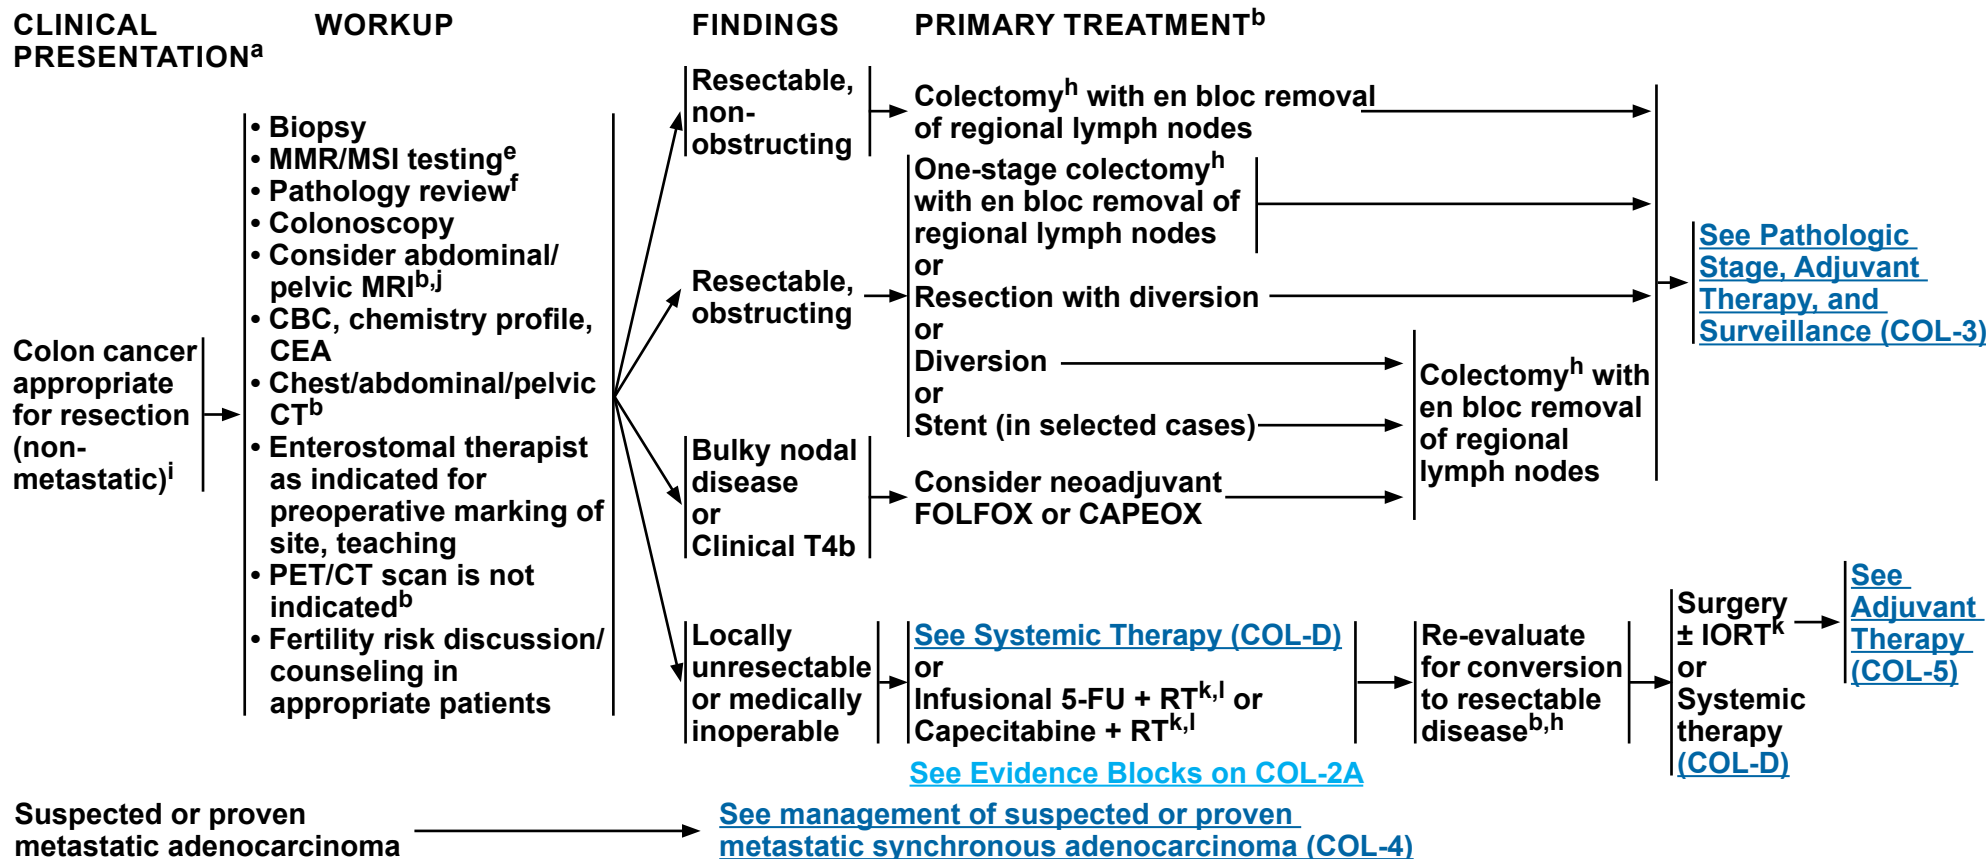 CLINICAL
PRESENTATIONa
WORKUP
FINDINGS
PRIMARY TREATMENTb
Colon cancer
appropriate
for resection
(non-
metastatic)i
• Biopsy
• MMR/MSI testinge
• Pathology reviewf
• Colonoscopy
• Consider abdominal/
pelvic MRIb,j
• CBC, chemistry profile,
CEA
• Chest/abdominal/pelvic
CTb
• Enterostomal therapist
as indicated for
preoperative marking of
site, teaching
• PET/CT scan is not
indicatedb
• Fertility risk discussion/
counseling in
appropriate patients
Resectable,
non-
obstructing
Colectomyh with en bloc removal
of regional lymph nodes
Resectable,
obstructing
One-stage colectomyh
with en bloc removal of
regional lymph nodes
or
Resection with diversion
or
Diversion
or
Stent (in selected cases)
Bulky nodal
disease
or
Clinical T4b
Consider neoadjuvant
FOLFOX or CAPEOX
Colectomyh with
en bloc removal
of regional
lymph nodes
See Pathologic
Stage, Adjuvant
Therapy, and
Surveillance (COL-3)
Locally
unresectable
or medically
inoperable
See Systemic Therapy (COL-D)
or
Infusional 5-FU + RTk,l or
Capecitabine + RTk,l
See Evidence Blocks on COL-2A
Re-evaluate
for conversion
to resectable
diseaseb,h
Surgery
± IORTk
or
Systemic
therapy
(COL-D)
See
Adjuvant
Therapy
(COL-5)
Suspected or proven
metastatic adenocarcinoma
See management of suspected or proven
metastatic synchronous adenocarcinoma (COL-4)